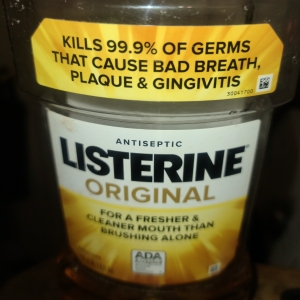 KILLS 99.9% OF GERMS
THAT CAUSE BAD BREATH,
PLAQUE & GINGIVITIS
30041700
ANTISEPTIC
LISTERINE®
ORIGINAL
FOR A FRESHER &
CLEANER MOUTH THAN
BRUSHING ALONE
ADA